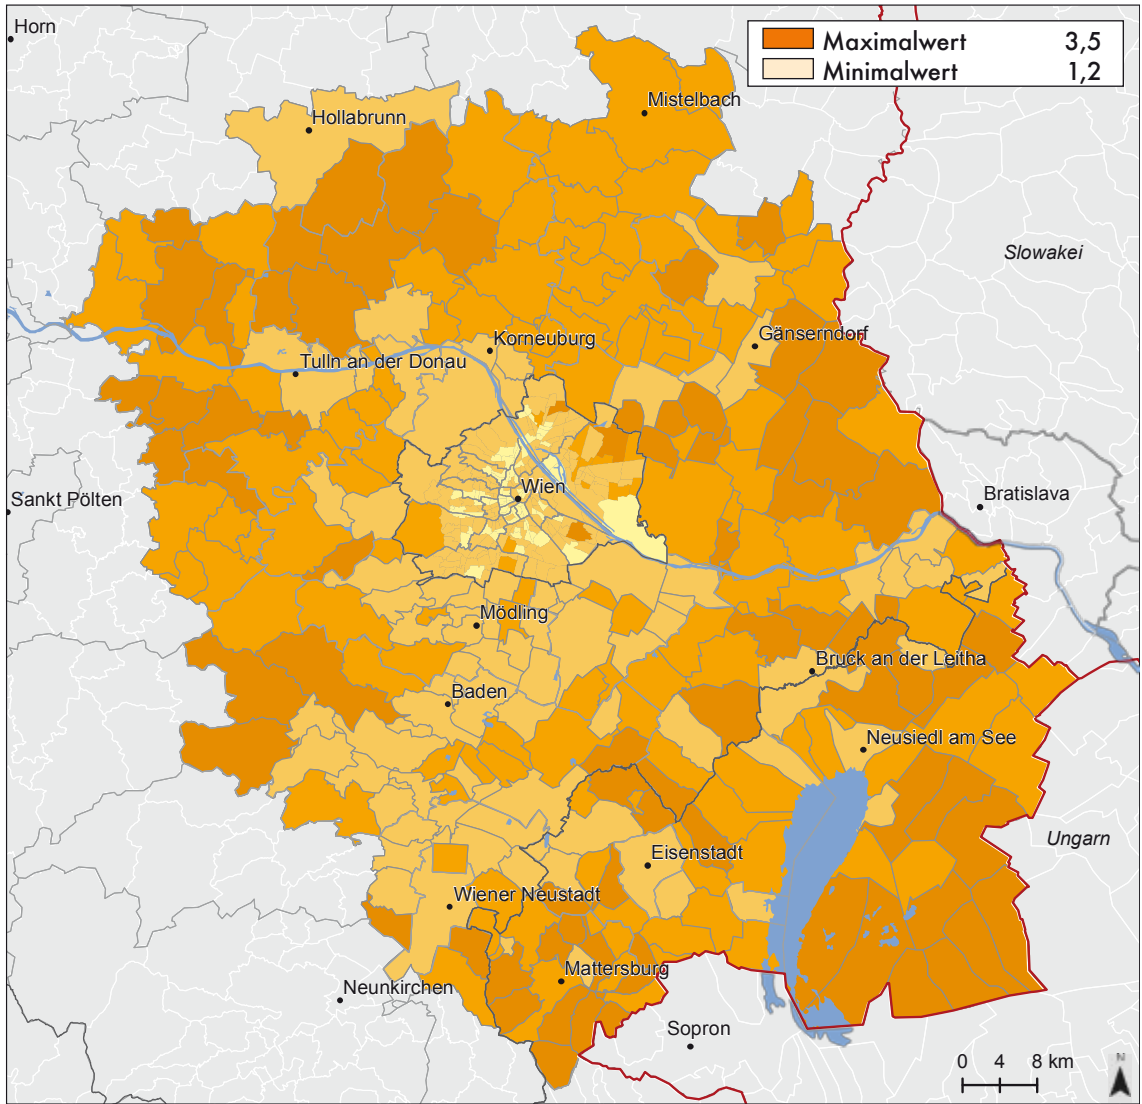 Horn
Maximalwert 3,5
Minimalwert 1,2
Mistelbach
Hollabrunn
Slowakei
Gänserndorf
Korneuburg
Tulln an der Donau
Sankt Pölten
Wien
Bratislava
Mödling
Bruck an der Leitha
Baden
Neusiedl am See
Ungarn
Eisenstadt
Wiener Neustadt
Mattersburg
Neunkirchen
Sopron
0 4 8 km
N